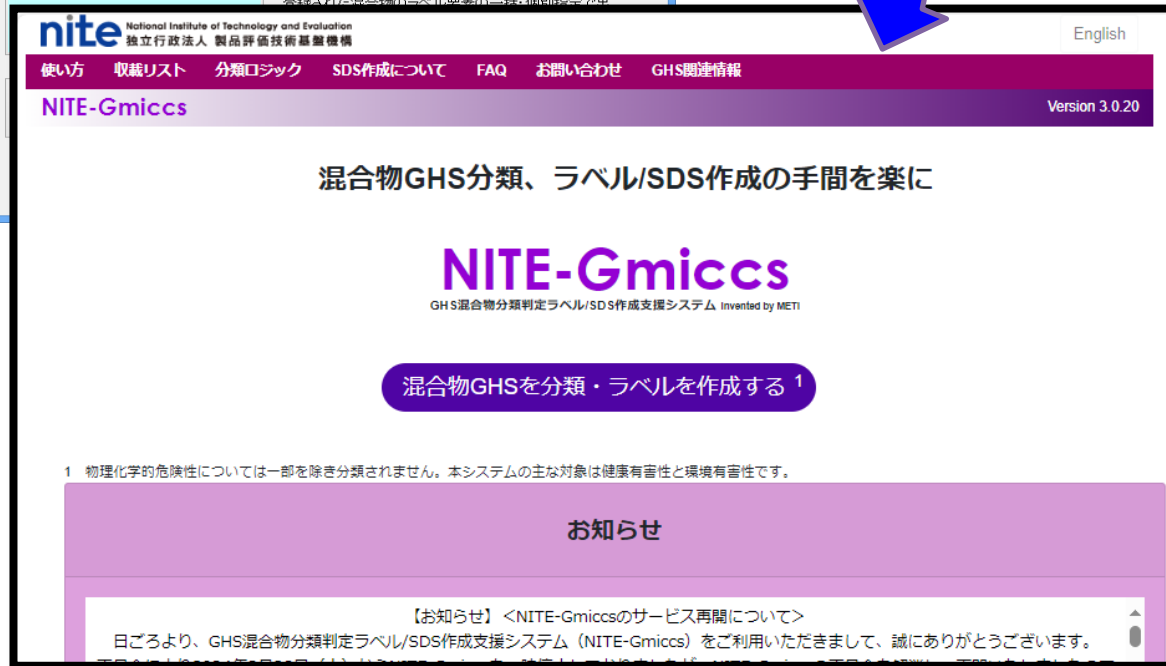 nite National Institute of Technology and Evaluation
独立行政法人 製品評価技術基盤機構
English
使い方 収載リスト 分類ロジック SDS作成について FAQ お問い合わせ GHS関連情報
NITE-Gmiccs
Version 3.0.20
混合物GHS分類、ラベル/SDS作成の手間を楽に
NITE-Gmiccs
GHS混合物分類判定ラベル/SDS作成支援システム Invented by METI
混合物GHSを分類・ラベルを作成する 1
1 物理化学的危険性については一部を除き分類されません。本システムの主な対象は健康有害性と環境有害性です。
お知らせ
【お知らせ】<NITE-Gmiccsのサービス再開について>
日ごろより、GHS混合物分類判定ラベル/SDS作成支援システム（NITE-Gmiccs）をご利用いただきまして、誠にありがとうございます。